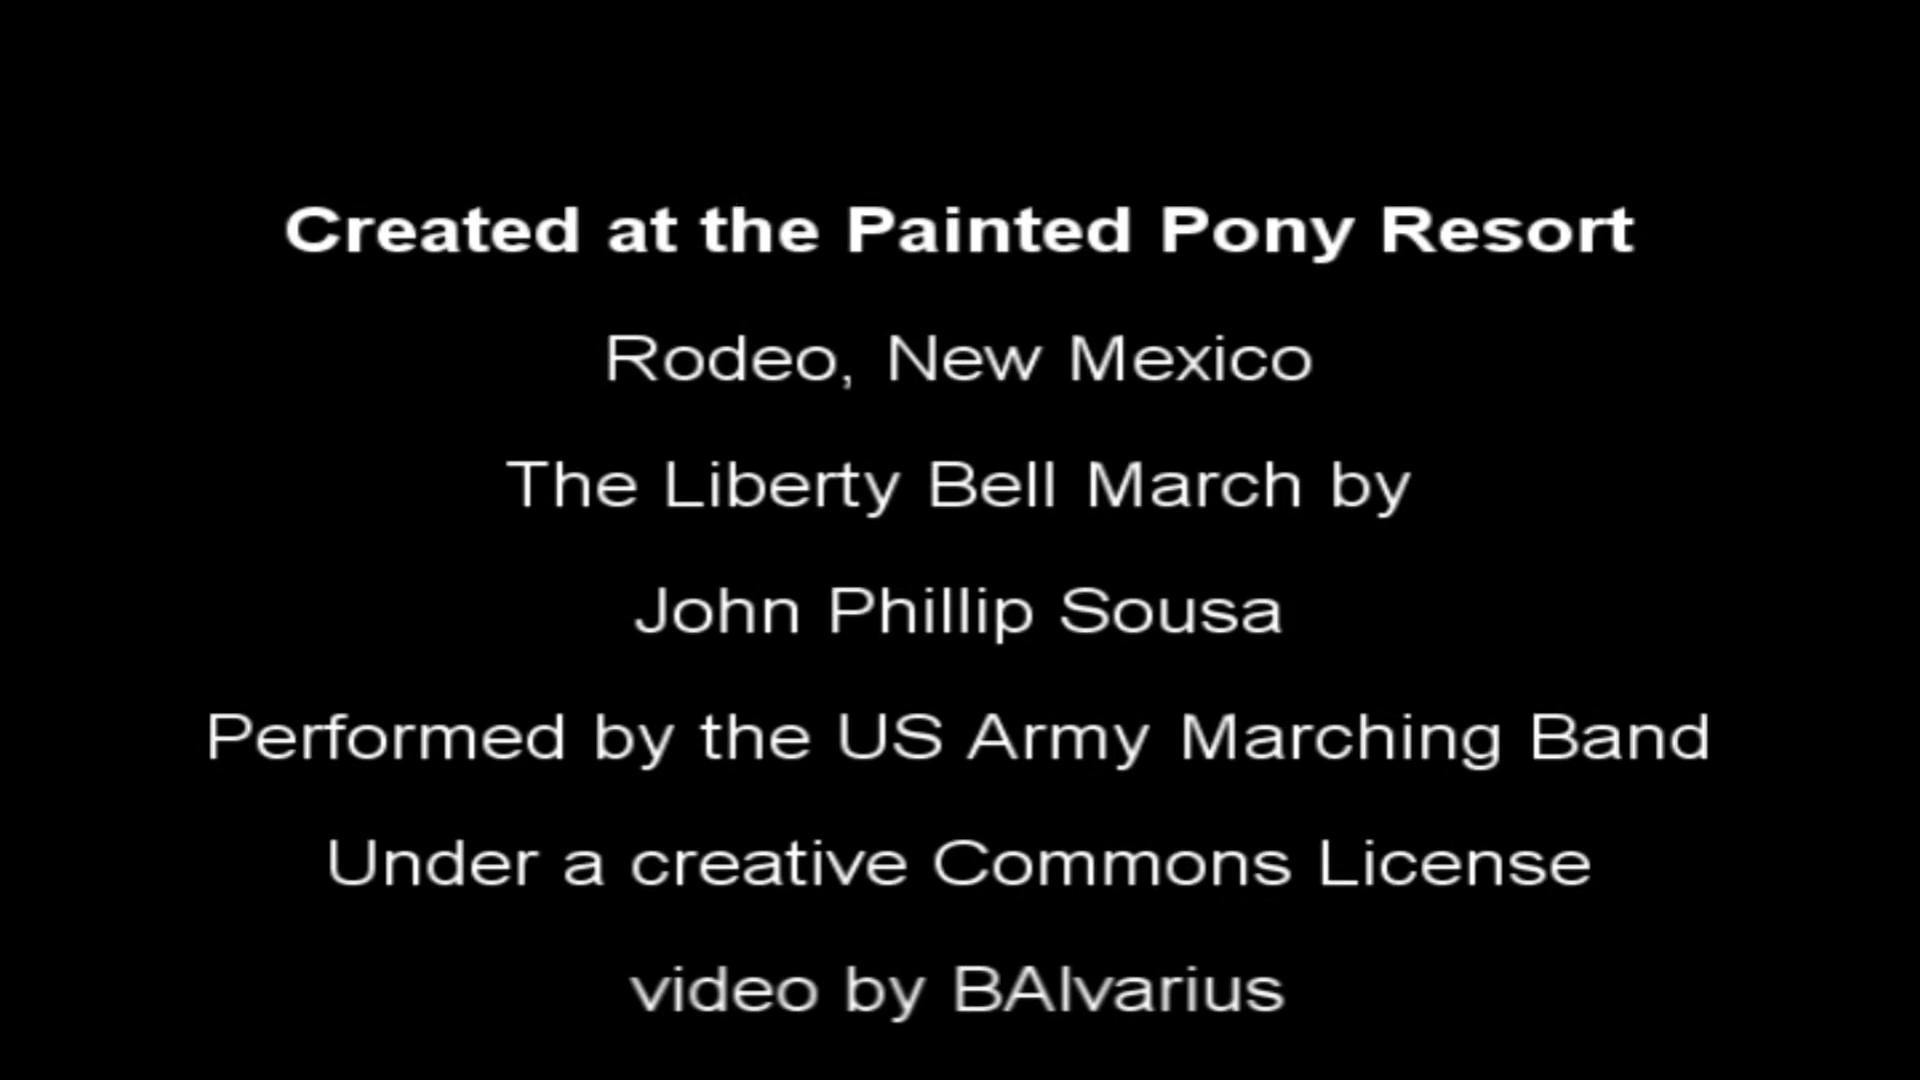 Created at the Painted Pony Resort
Rodeo, New Mexico
The Liberty Bell March by
John Phillip Sousa
Performed by the US Army Marching Band
Under a creative Commons License
video by BAlvarius